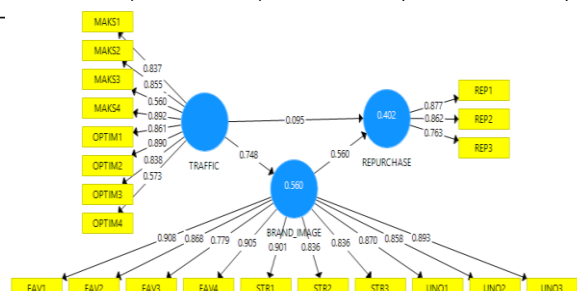 MAKS1
MAKS2
MAKS3
MAKS4
OPTIM1
OPTIM2
OPTIM3
OPTIM4
0.837
0.855
0.560
0.892
0.861
0.890
0.838
0.573
TRAFFIC
0.095
0.748
0.560
0.402
REPURCHASE
0.877
0.862
0.763
REP1
REP2
REP3
0.560
BRAND_IMAGE
0.908
0.868
0.779
0.905
0.901
0.836
0.836
0.870
0.858
0.893
FAV1
FAV2
FAV3
FAV4
STR1
STR2
STR3
UNO1
UNO2
UNO3